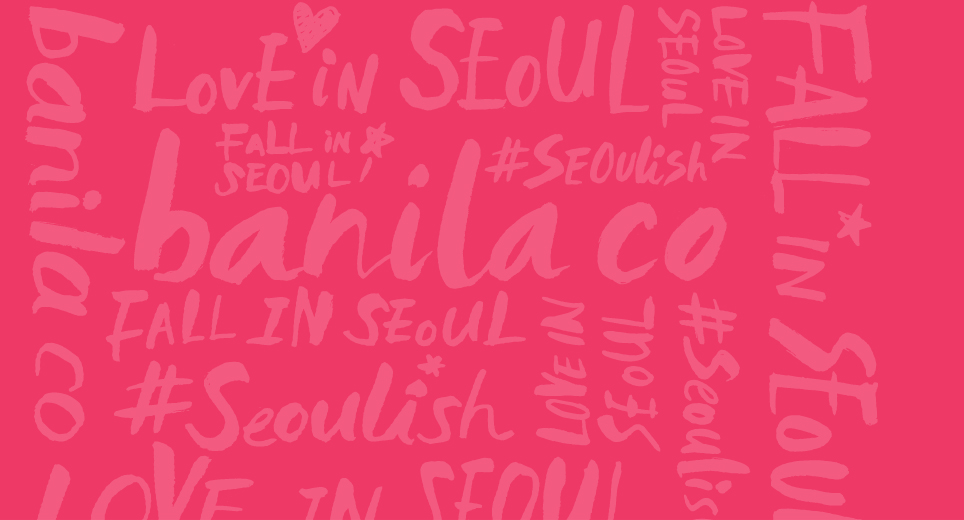 banila co
LovE iN SEoUL
SEoUL
LovE IN
FALL IN SEOUL
FALL iN
SEOUL!
#SEOulish
banila co
FALL IN SEoUL
LOVE IN
SEOUL
#Seoulis
#Seoulish
LOVE IN SEOUL